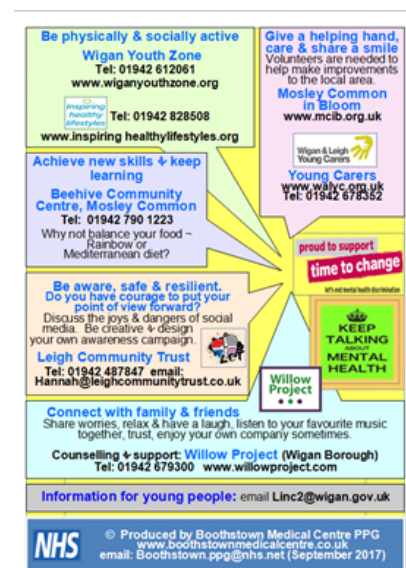 Be physically & socially active
Wigan Youth Zone
Tel: 01942 612061
www.wiganyouthzone.org
inspiring
healthy
lifestyles
Tel: 01942 828508
www.inspiring healthylifestyles.org
Give a helping hand,
care & share a smile
Volunteers are needed to
help make improvements
to the local area.
Mosley Common
in Bloom
www.mcib.org.uk
Wigan & Leigh
Young Carers
Young Carers
www.walyc.org.uk
Tel: 01942 678352
Achieve new skills & keep
learning
Beehive Community
Centre, Mosley Common
Tel: 01942 790 1223
Why not balance your food ~
Rainbow or
Mediterranean diet?
proud to support
time to change
let's end mental health discrimination
Be aware, safe & resilient.
Do you have courage to put your
point of view forward?
Discuss the joys & dangers of social
media. Be creative & design
your own awareness campaign.
Leigh Community Trust
Tel: 01942 487847 email:
Hannah@leighcommunitytrust.co.uk
KEEP
TALKING
ABOUT
MENTAL
HEALTH
Willow
Project
Connect with family & friends
Share worries, relax & have a laugh, listen to your favourite music
together, trust, enjoy your own company sometimes.
Counselling & support: Willow Project (Wigan Borough)
Tel: 01942 679300 www.willowproject.com
Information for young people: email Linc2@wigan.gov.uk
NHS
© Produced by Boothstown Medical Centre PPG
www.boothstownmedicalcentre.co.uk
email: Boothstown.ppg@nhs.net (September 2017)